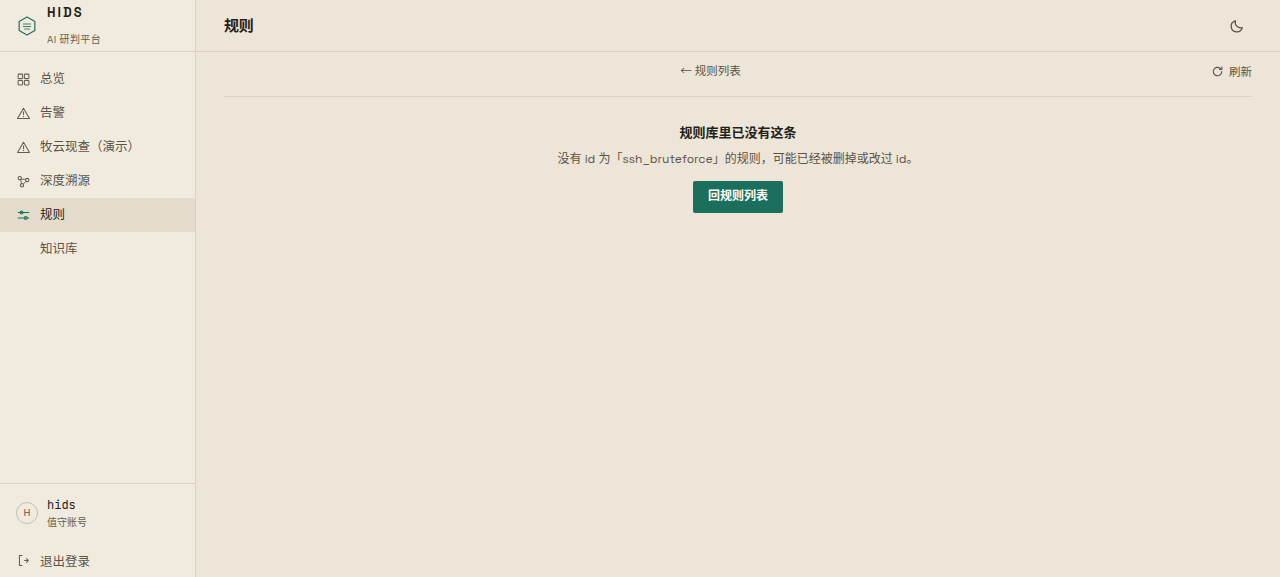 HIDS
AI 研判平台
总览
告警
牧云现查（演示）
深度溯源
规则
知识库
H
hids
值守账号
退出登录
规则
← 规则列表
刷新
规则库里已没有这条
没有 id 为「ssh_bruteforce」的规则，可能已经被删掉或改过 id。
回规则列表